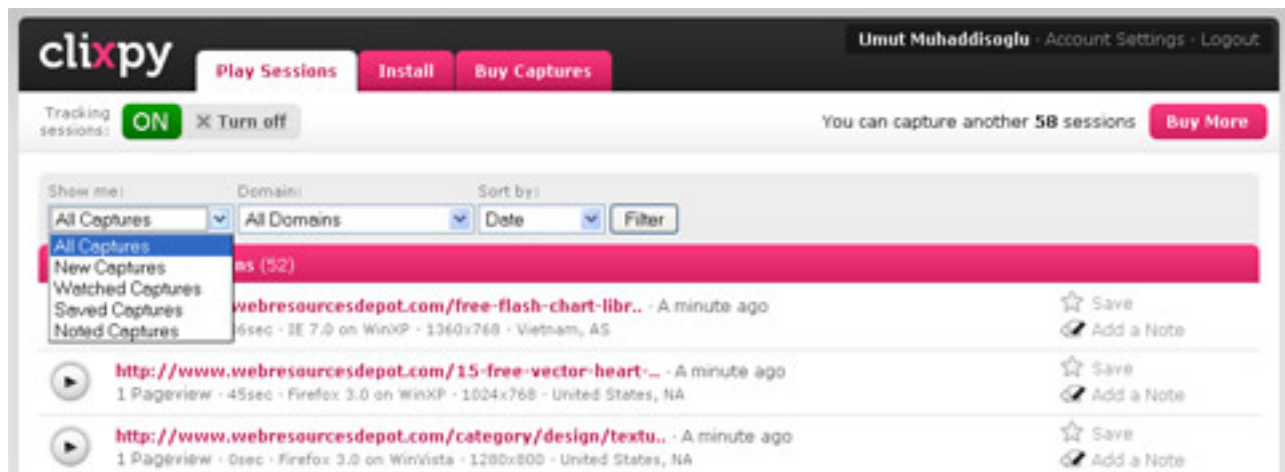 clixpy
Umut Muhaddisoglu · Account Settings · Logout
Play Sessions
Install
Buy Captures
Tracking sessions:
ON
Turn off
You can capture another 58 sessions
Buy More
Show me:
Domain:
Sort by:
All Captures
All Domains
Date
Filter
All Captures
New Captures
Watched Captures
Saved Captures
Noted Captures
(52)
webresourcesdepot.com/free-flash-chart-libr.. · A minute ago
Save
6sec · IE 7.0 on WinXP · 1360x768 · Vietnam, AS
Add a Note
http://www.webresourcesdepot.com/15-free-vector-heart-... · A minute ago
Save
1 Pageview · 45sec · Firefox 3.0 on WinXP · 1024x768 · United States, NA
Add a Note
http://www.webresourcesdepot.com/category/design/textu.. · A minute ago
Save
1 Pageview · 0sec · Firefox 3.0 on WinVista · 1280x800 · United States, NA
Add a Note